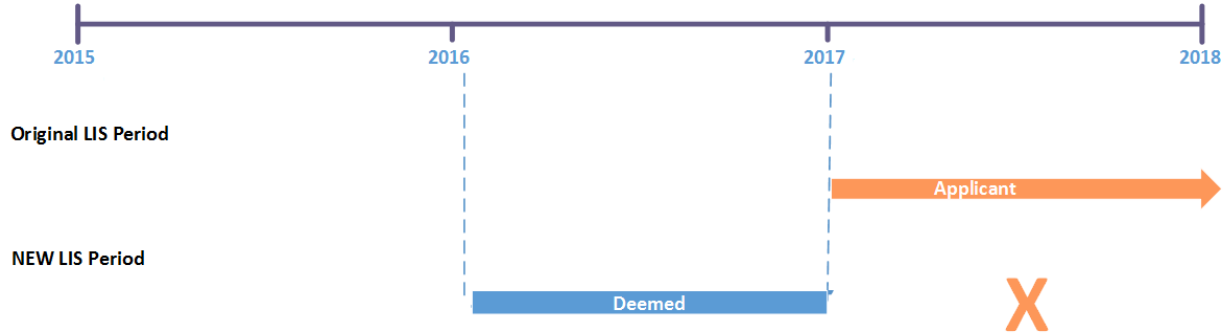 2015 2016 2017 2018
Original LIS Period
Applicant
NEW LIS Period
Deemed
X